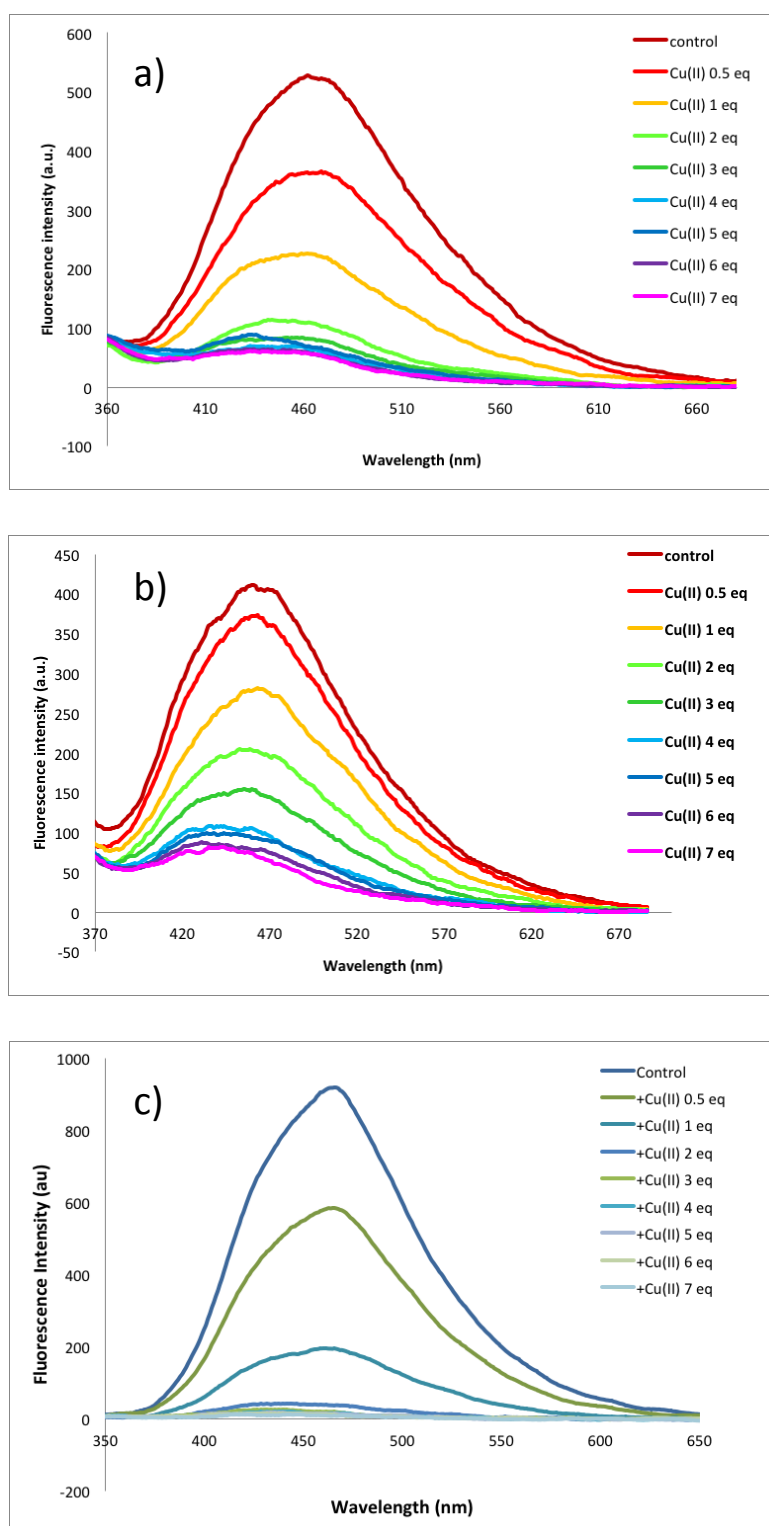 a)
600
500
400
300
200
100
0
-100
360
410
460
510
560
610
660
Fluorescence intensity (a.u.)
Wavelength (nm)
control
Cu(II) 0.5 eq
Cu(II) 1 eq
Cu(II) 2 eq
Cu(II) 3 eq
Cu(II) 4 eq
Cu(II) 5 eq
Cu(II) 6 eq
Cu(II) 7 eq
b)
450
400
350
300
250
200
150
100
50
0
-50
370
420
470
520
570
620
670
Fluorescence intensity (a.u.)
Wavelength (nm)
control
Cu(II) 0.5 eq
Cu(II) 1 eq
Cu(II) 2 eq
Cu(II) 3 eq
Cu(II) 4 eq
Cu(II) 5 eq
Cu(II) 6 eq
Cu(II) 7 eq
c)
1000
800
600
400
200
0
-200
350
400
450
500
550
600
650
Fluorescence Intensity (au)
Wavelength (nm)
Control
+Cu(II) 0.5 eq
+Cu(II) 1 eq
+Cu(II) 2 eq
+Cu(II) 3 eq
+Cu(II) 4 eq
+Cu(II) 5 eq
+Cu(II) 6 eq
+Cu(II) 7 eq